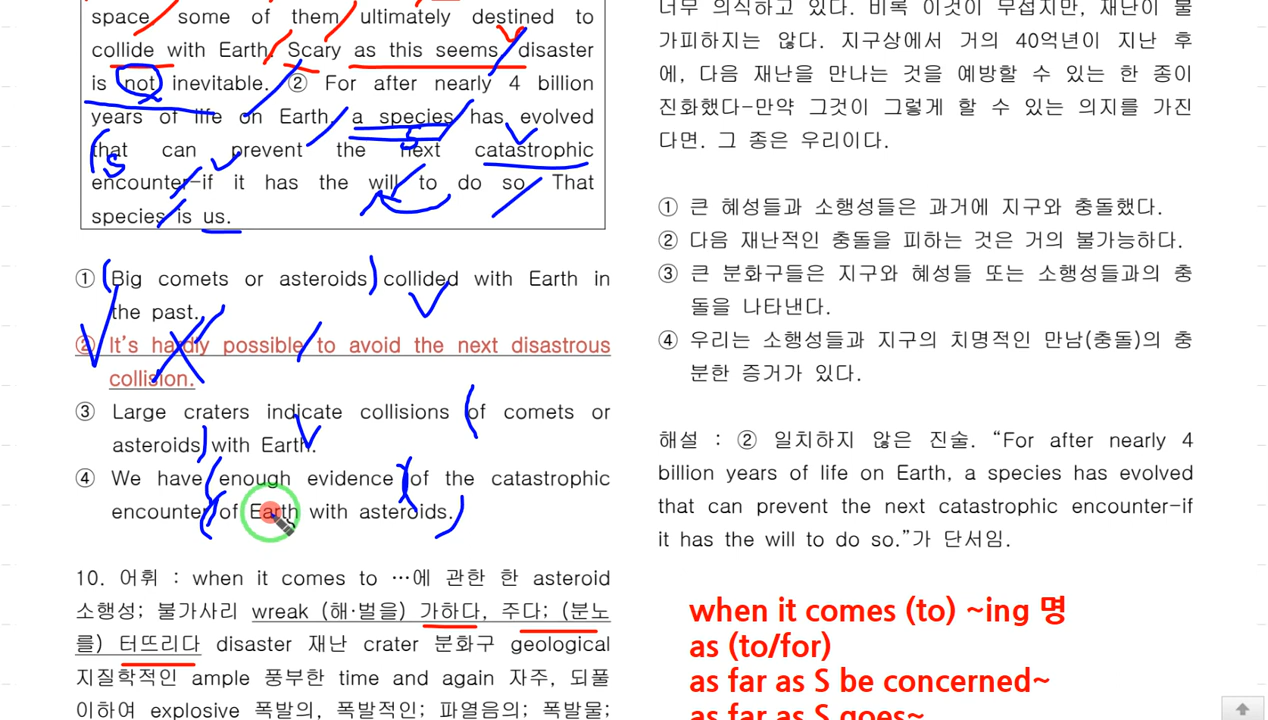 space some of them ultimately destined to
collide with Earth. Scary as this seems, disaster
is not inevitable. ② For after nearly 4 billion
years of life on Earth, a species has evolved
that can prevent the next catastrophic
encounter-if it has the will to do so. That
species is us.
① Big comets or asteroids collided with Earth in
the past.
② It's hardly possible to avoid the next disastrous
collision.
③ Large craters indicate collisions of comets or
asteroids with Earth.
④ We have enough evidence of the catastrophic
encounter of Earth with asteroids.
10. 어휘 : when it comes to …에 관한 한 asteroid
소행성; 불가사리 wreak (해·벌을) 가하다, 주다; (분노
를) 터뜨리다 disaster 재난 crater 분화구 geological
지질학적인 ample 풍부한 time and again 자주, 되풀
이하여 explosive 폭발의, 폭발적인; 파열음의; 폭발물;
너무 의식하고 있다. 비록 이것이 무섭지만, 재난이 불
가피하지는 않다. 지구상에서 거의 40억년이 지난 후
에, 다음 재난을 만나는 것을 예방할 수 있는 한 종이
진화했다-만약 그것이 그렇게 할 수 있는 의지를 가진
다면. 그 종은 우리이다.
① 큰 혜성들과 소행성들은 과거에 지구와 충돌했다.
② 다음 재난적인 충돌을 피하는 것은 거의 불가능하다.
③ 큰 분화구들은 지구와 혜성들 또는 소행성들과의 충
돌을 나타낸다.
④ 우리는 소행성들과 지구의 치명적인 만남(충돌)의 충
분한 증거가 있다.
해설 : ② 일치하지 않은 진술. “For after nearly 4
billion years of life on Earth, a species has evolved
that can prevent the next catastrophic encounter-if
it has the will to do so.”가 단서임.
when it comes (to) ~ing 명
as (to/for)
as far as S be concerned~
as far as S goes~